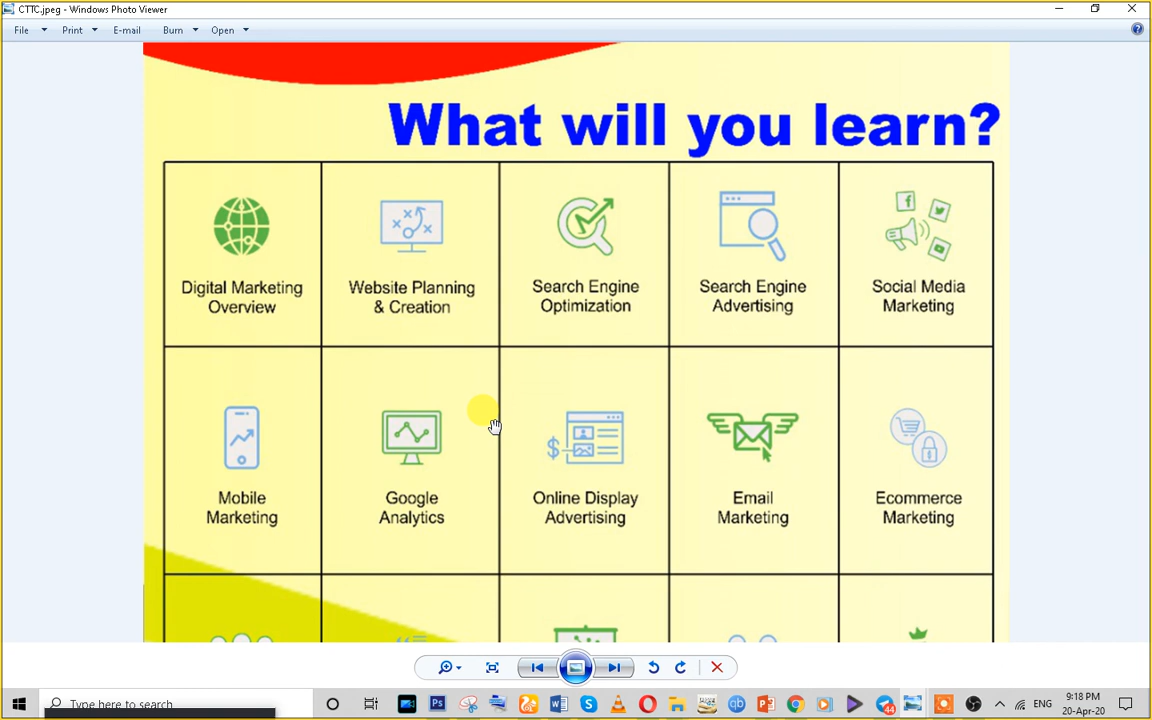 CTTC.jpeg - Windows Photo Viewer
File Print E-mail Burn Open
What will you learn?
Digital Marketing
Overview
Website Planning
& Creation
Search Engine
Optimization
Search Engine
Advertising
Social Media
Marketing
Mobile
Marketing
Google
Analytics
Online Display
Advertising
Email
Marketing
Ecommerce
Marketing
Type here to search
44
ENG
9:18 PM
20-Apr-20